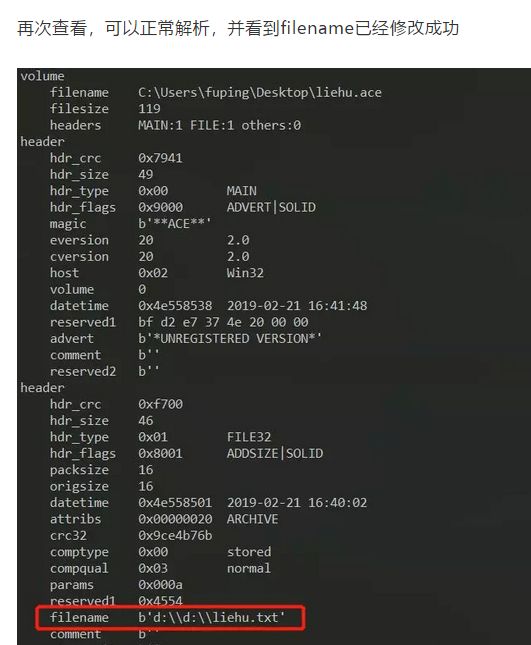 再次查看，可以正常解析，并看到filename已经修改成功
volume
filename C:\Users\fuping\Desktop\liehu.ace
filesize 119
headers MAIN:1 FILE:1 others:0
header
hdr_crc 0x7941
hdr_size 49
hdr_type 0x00 MAIN
hdr_flags 0x9000 ADVERT|SOLID
magic b'**ACE**'
eversion 20 2.0
cversion 20 2.0
host 0x02 Win32
volume 0
datetime 0x4e558538 2019-02-21 16:41:48
reserved1 bf d2 e7 37 4e 20 00 00
advert b'*UNREGISTERED VERSION*'
comment b''
reserved2 b''
header
hdr_crc 0xf700
hdr_size 46
hdr_type 0x01 FILE32
hdr_flags 0x8001 ADDSIZE|SOLID
packsize 16
origsize 16
datetime 0x4e558501 2019-02-21 16:40:02
attribs 0x00000020 ARCHIVE
crc32 0x9ce4b76b
comptype 0x00 stored
compqual 0x03 normal
params 0x000a
reserved1 0x4554
filename b'd:\\d:\\liehu.txt'
comment b''